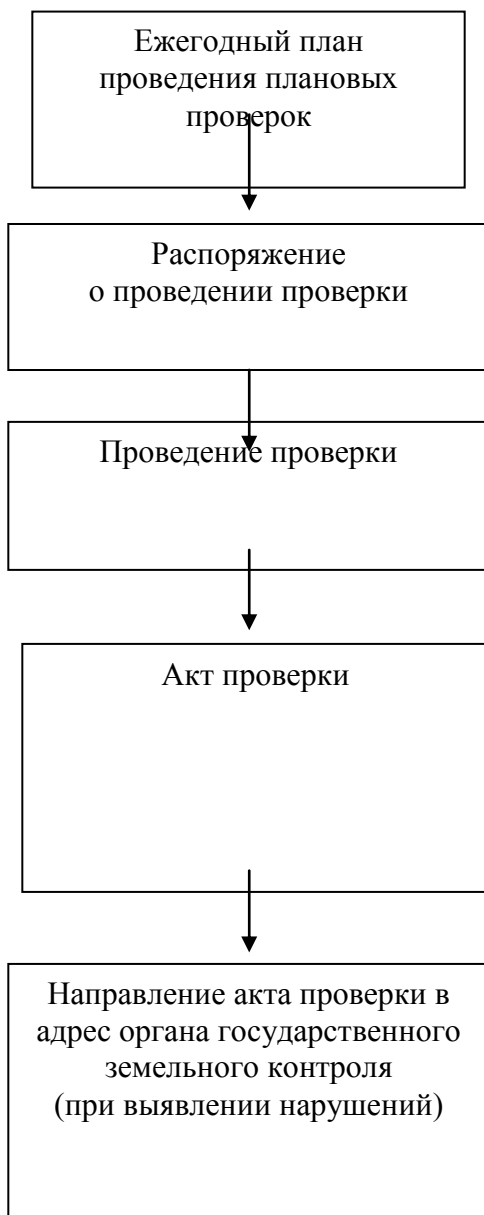 Ежегодный план
проведения плановых
проверок
Распоряжение
о проведении проверки
Проведение проверки
Акт проверки
Направление акта проверки в
адрес органа государственного
земельного контроля
(при выявлении нарушений)